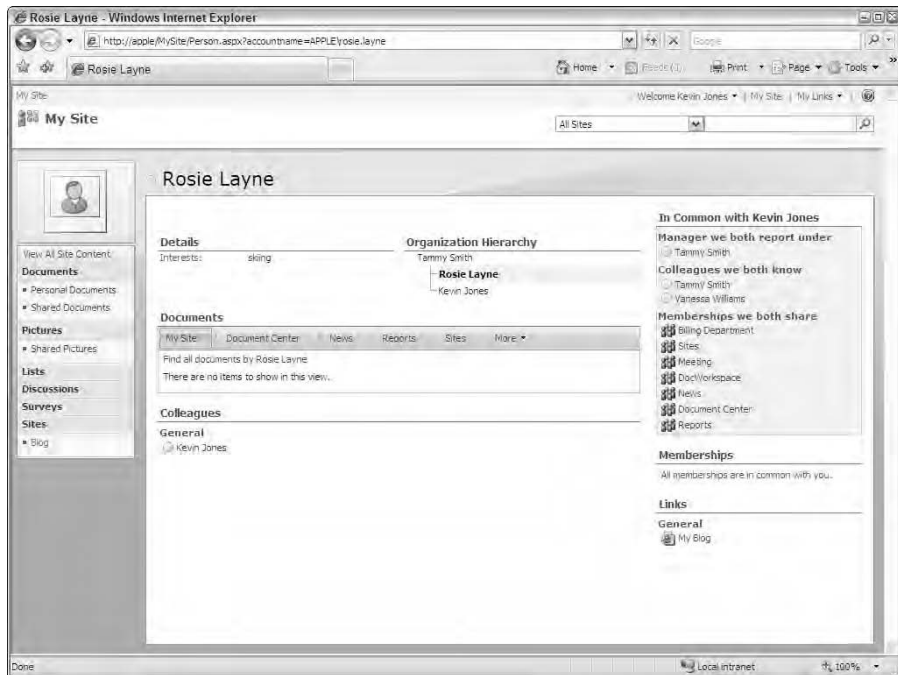 Rosie Layne - Windows Internet Explorer
http://apple/MySite/Person.aspx?accountname=APPLE\rosie.layne
Google
Rosie Layne
Home
Feeds (1)
Print
Page
Tools
My Site
Welcome Kevin Jones
My Site
My Links
My Site
All Sites
Rosie Layne
View All Site Content
Documents
Personal Documents
Shared Documents
Pictures
Shared Pictures
Lists
Discussions
Surveys
Sites
Blog
Details
Interests: skiing
Organization Hierarchy
Tammy Smith
Rosie Layne
Kevin Jones
Documents
My Site Document Center News Reports Sites More
Find all documents by Rosie Layne
There are no items to show in this view.
Colleagues
General
Kevin Jones
In Common with Kevin Jones
Manager we both report under
Tammy Smith
Colleagues we both know
Tammy Smith
Vanessa Williams
Memberships we both share
Billing Department
Sites
Meeting
DocWorkspace
News
Document Center
Reports
Memberships
All memberships are in common with you.
Links
General
My Blog
Done
Local intranet
100%